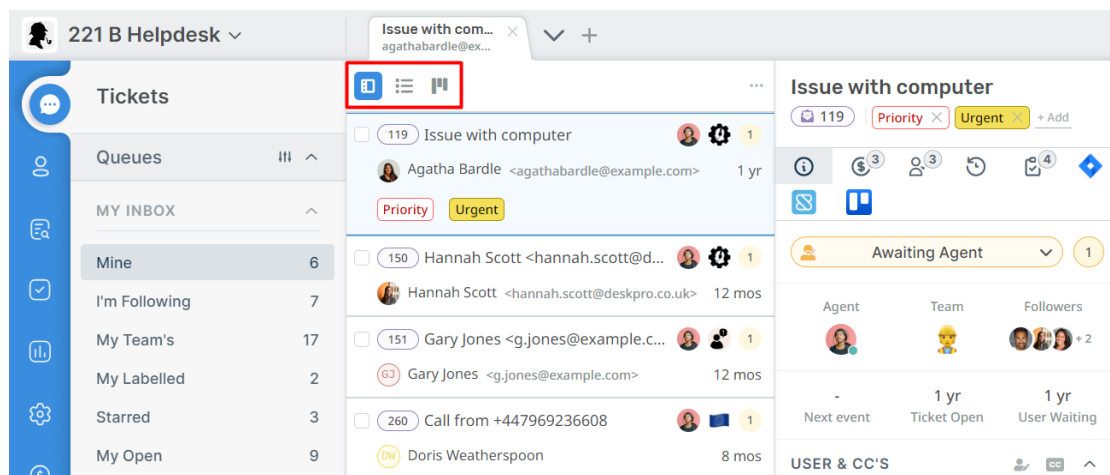 221 B Helpdesk
Issue with com...
agathabardle@ex...
Tickets
Queues
MY INBOX
Mine 6
I'm Following 7
My Team's 17
My Labelled 2
Starred 3
My Open 9
119 Issue with computer 1
Agatha Bardle <agathabardle@example.com> 1 yr
Priority Urgent
150 Hannah Scott <hannah.scott@d... 1
Hannah Scott <hannah.scott@deskpro.co.uk> 12 mos
151 Gary Jones <g.jones@example.c... 1
GJ Gary Jones <g.jones@example.com> 12 mos
260 Call from +447969236608 1
DW Doris Weatherspoon 8 mos
Issue with computer
119 Priority Urgent + Add
3 3 4
Awaiting Agent 1
Agent Team Followers
+ 2
- 1 yr 1 yr
Next event Ticket Open User Waiting
USER & CC'S CC